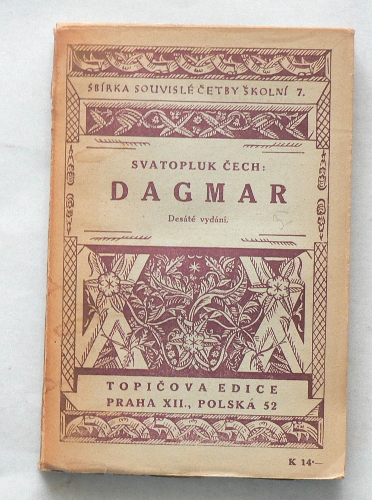 SBÍRKA SOUVISLÉ ČETBY ŠKOLNÍ 7.
SVATOPLUK ČECH:
DAGMAR
Desáté vydání.
TOPIČOVA EDICE
PRAHA XII., POLSKÁ 52
K 14·—